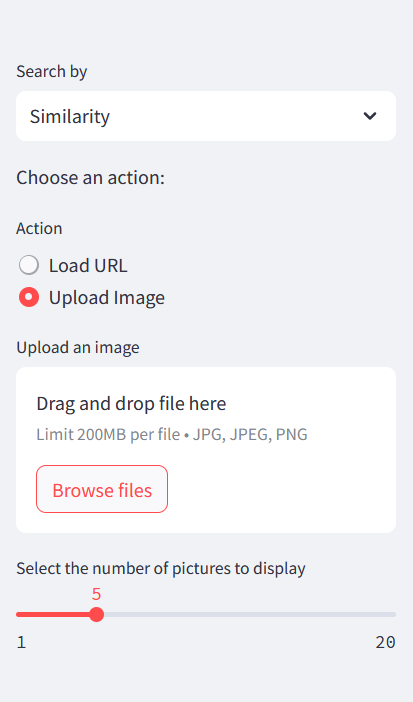 Search by
Similarity
Choose an action:
Action
Load URL
Upload Image
Upload an image
Drag and drop file here
Limit 200MB per file • JPG, JPEG, PNG
Browse files
Select the number of pictures to display
5
1 20